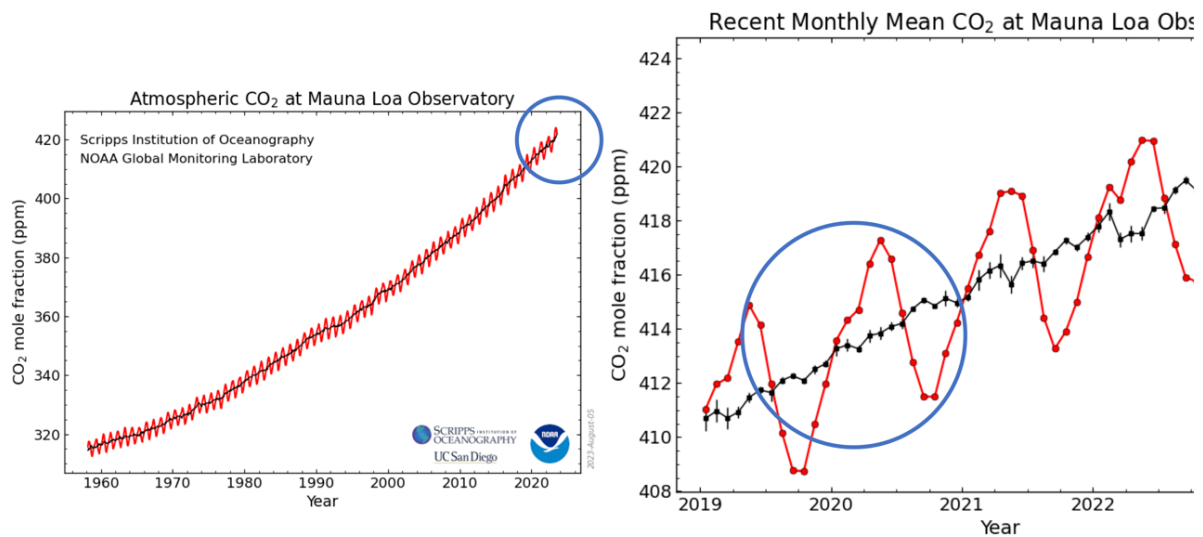 Atmospheric CO₂ at Mauna Loa Observatory
Scripps Institution of Oceanography
NOAA Global Monitoring Laboratory
CO₂ mole fraction (ppm)
420
400
380
360
340
320
1960
1970
1980
1990
2000
2010
2020
Year
SCRIPPS INSTITUTION OF
OCEANOGRAPHY
UC San Diego
NOAA
2023-August-05
Recent Monthly Mean CO₂ at Mauna Loa Obs
CO₂ mole fraction (ppm)
424
422
420
418
416
414
412
410
408
2019
2020
2021
2022
Year